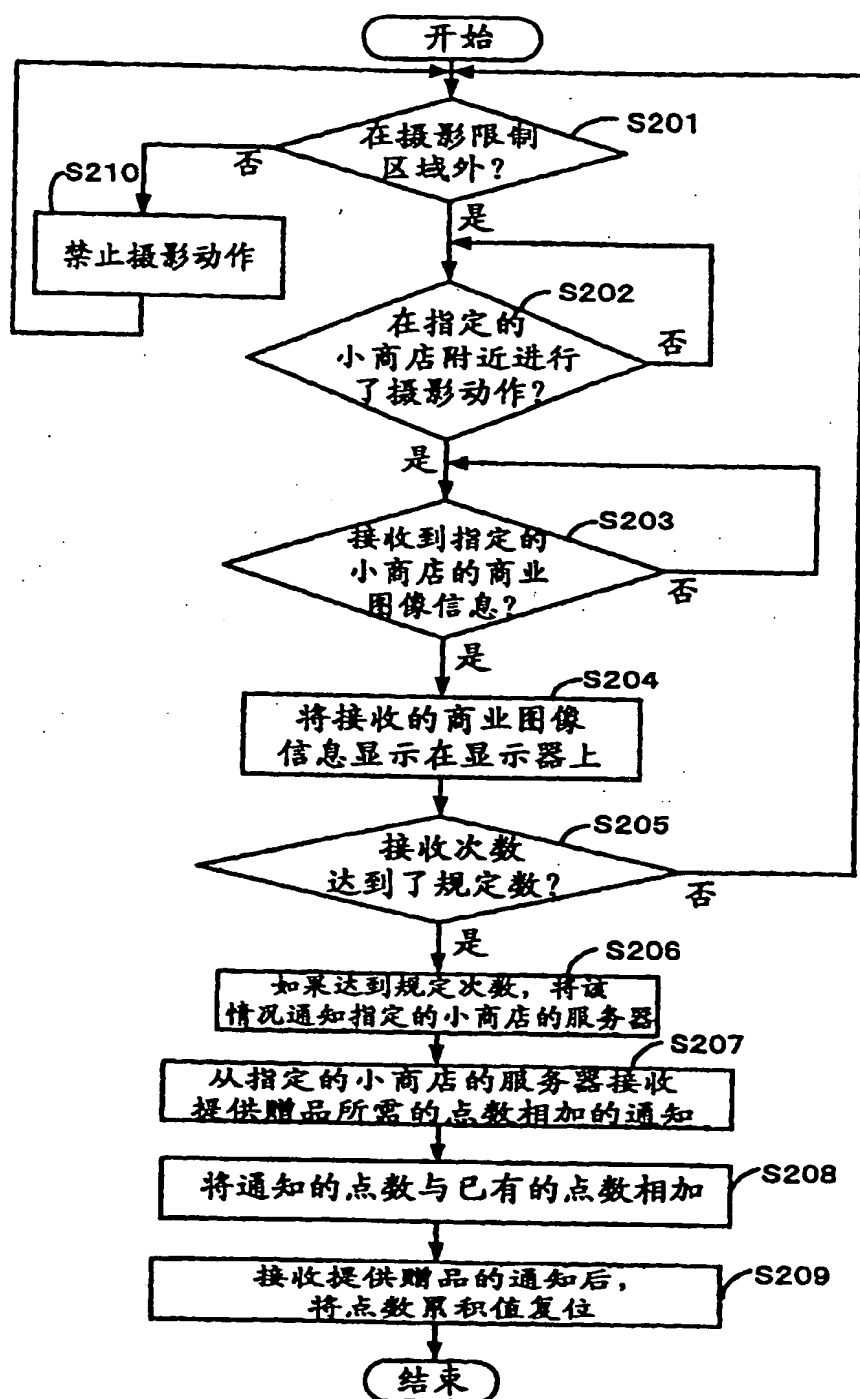 开始
S201
在摄影限制
区域外?
否
S210
是
禁止摄影动作
S202
在指定的
小商店附近进行
了摄影动作?
否
是
S203
接收到指定的
小商店的商业
图像信息?
否
是
S204
将接收的商业图像
信息显示在显示器上
S205
接收次数
达到了规定数?
否
是
S206
如果达到规定次数,将该
情况通知指定的小商店的服务器
S207
从指定的小商店的服务器接收
提供赠品所需的点数相加的通知
S208
将通知的点数与已有的点数相加
S209
接收提供赠品的通知后,
将点数累积值复位
结束